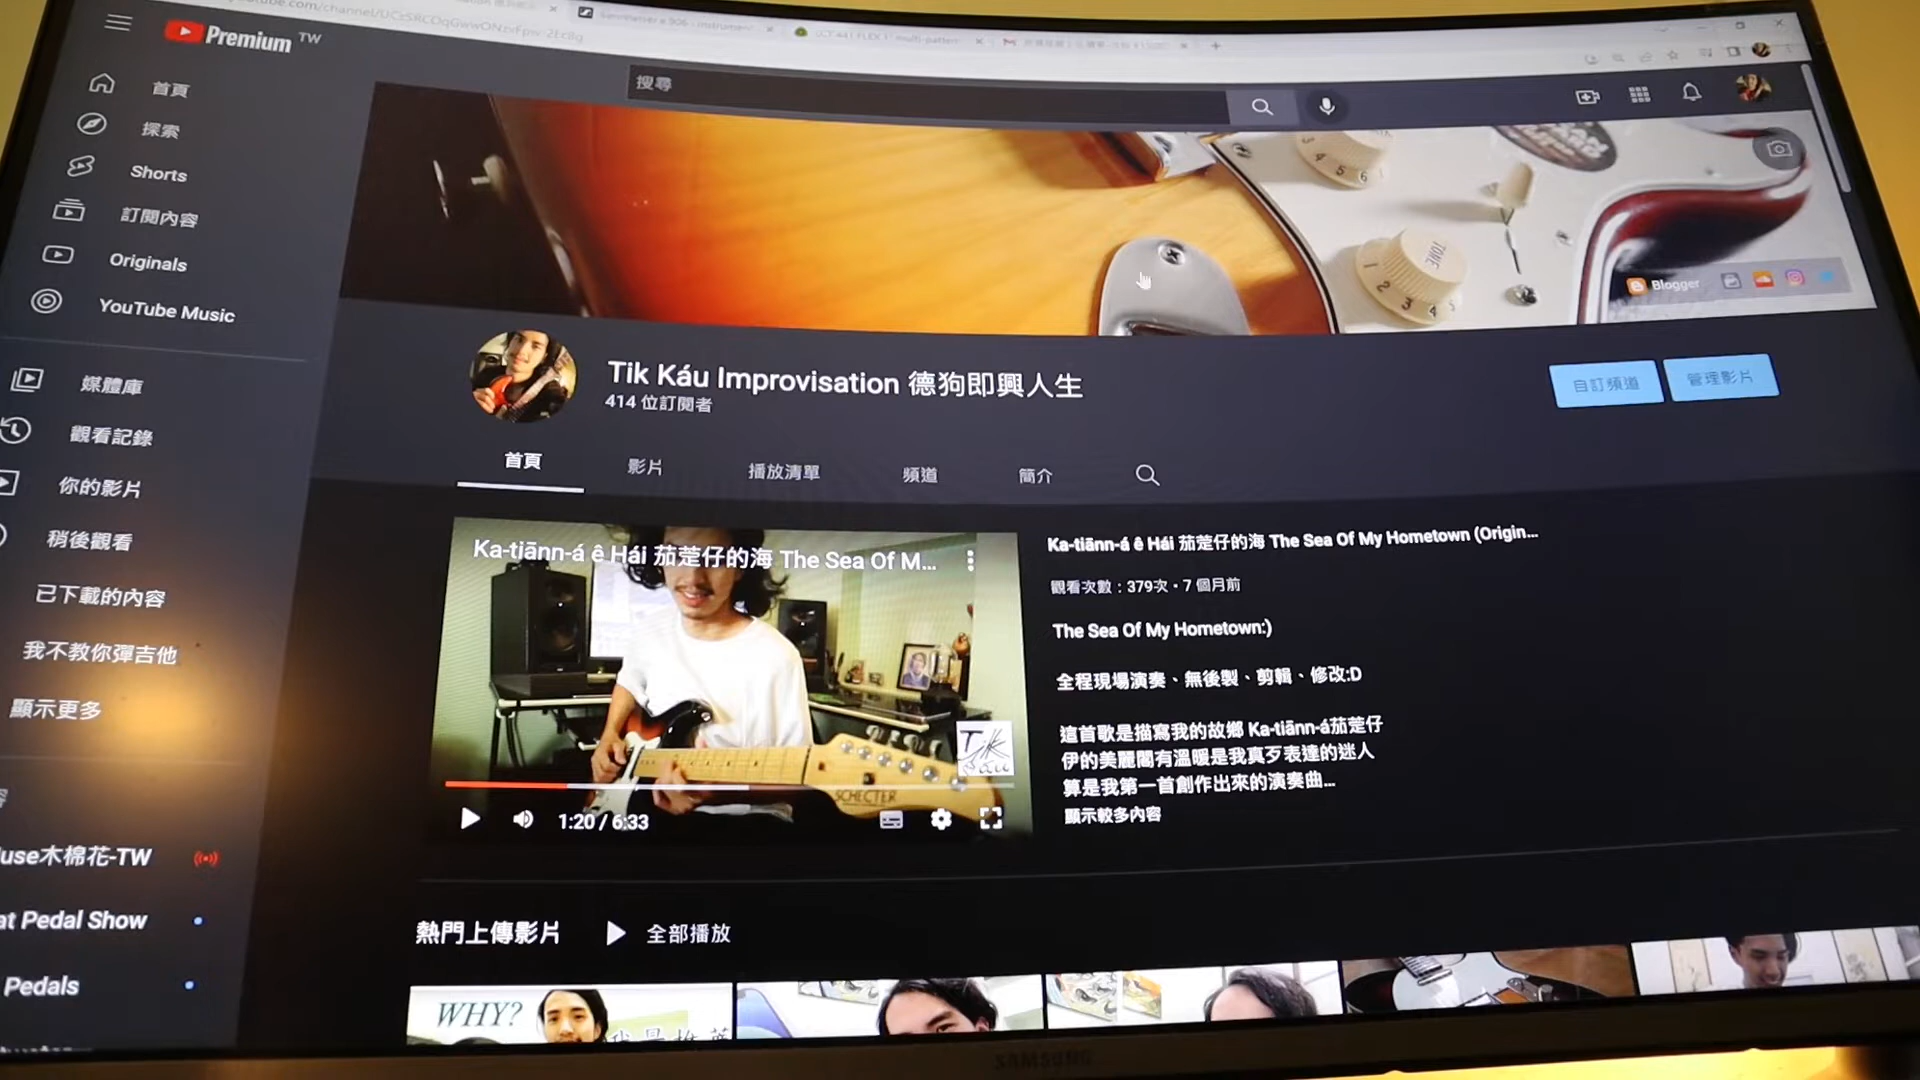 Premium TW
搜尋
首頁
探索
Shorts
訂閱內容
Originals
YouTube Music
媒體庫
觀看記錄
你的影片
稍後觀看
已下載的內容
我不教你彈吉他
顯示更多
use木棉花-TW
at Pedal Show
Pedals
5 6
TONE
1 2 3 4 5
Blogger
Tik Káu Improvisation 德狗即興人生
414 位訂閱者
自訂頻道
管理影片
首頁
影片
播放清單
頻道
簡介
Ka-tiānn-á ê Hái 茄萣仔的海 The Sea Of M...
Tik
SCHECTER
1:20 / 6:33
Ka-tiānn-á ê Hái 茄萣仔的海 The Sea Of My Hometown (Origin...
觀看次數：379次・7 個月前
The Sea Of My Hometown:)
全程現場演奏、無後製、剪輯、修改:D
這首歌是描寫我的故鄉 Ka-tiānn-á茄萣仔
伊的美麗閣有溫暖是我真歹表達的迷人
算是我第一首創作出來的演奏曲...
顯示較多內容
熱門上傳影片
全部播放
WHY?
SAMSUNG